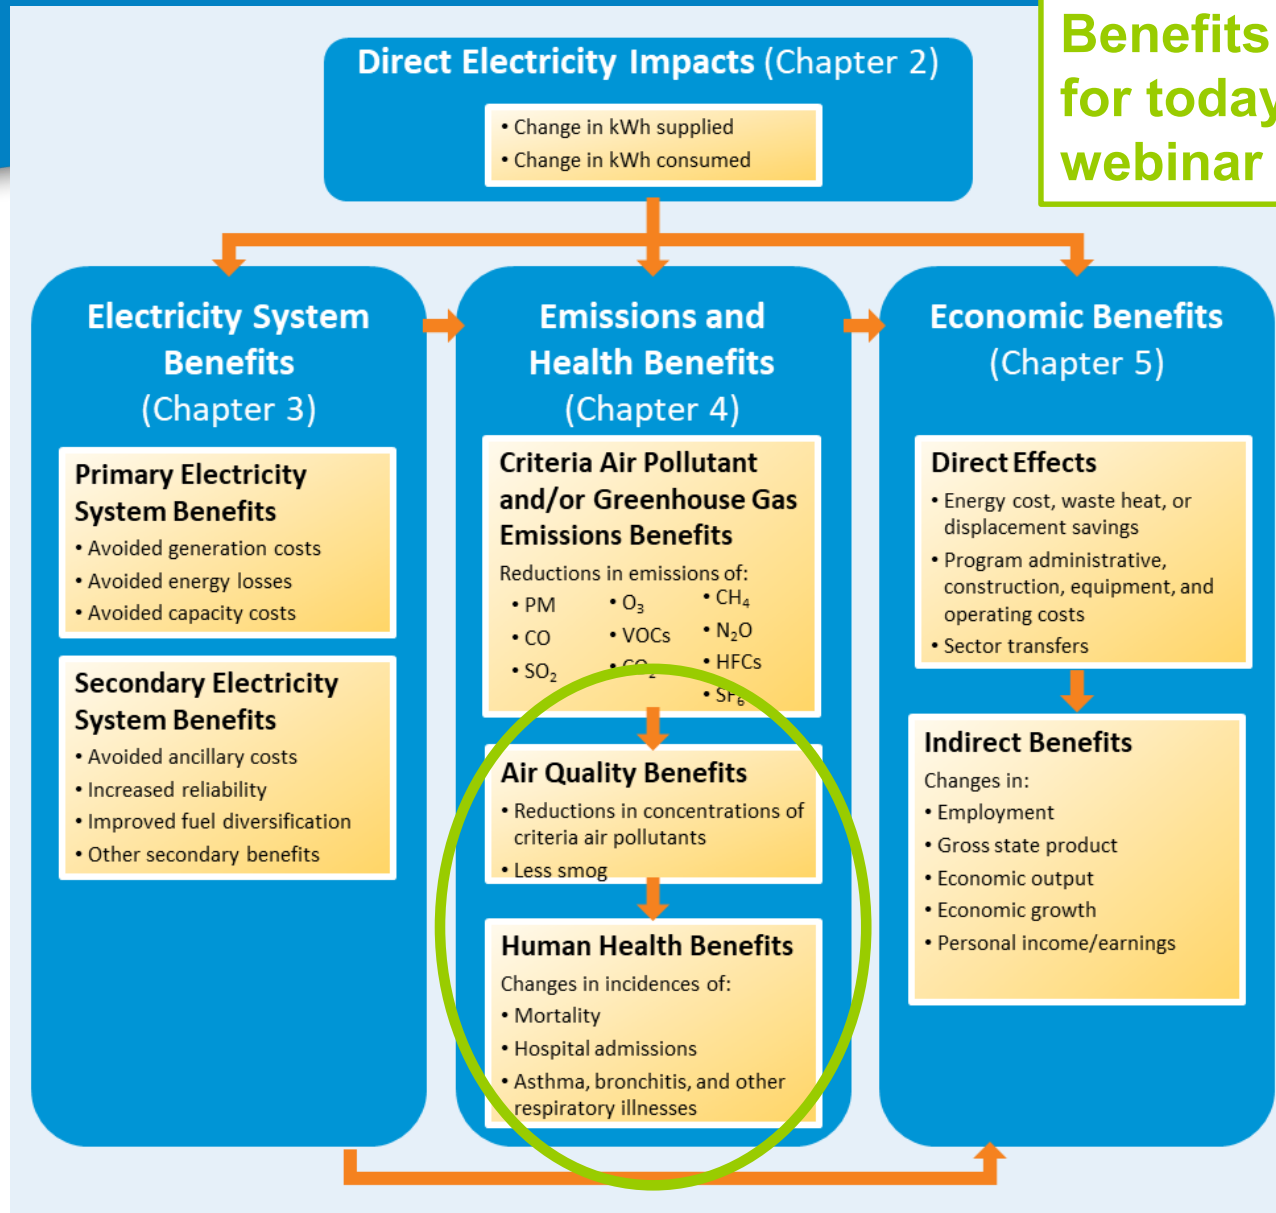 Benefits
for today
webinar
Direct Electricity Impacts (Chapter 2)
• Change in kWh supplied
• Change in kWh consumed
Electricity System
Benefits
(Chapter 3)
Primary Electricity
System Benefits
• Avoided generation costs
• Avoided energy losses
• Avoided capacity costs
Secondary Electricity
System Benefits
• Avoided ancillary costs
• Increased reliability
• Improved fuel diversification
• Other secondary benefits
Emissions and
Health Benefits
(Chapter 4)
Criteria Air Pollutant
and/or Greenhouse Gas
Emissions Benefits
Reductions in emissions of:
• PM
• CO
• SO₂
• O₃
• VOCs
• CO₂
• CH₄
• N₂O
• HFCs
• SF₆
Air Quality Benefits
• Reductions in concentrations of
criteria air pollutants
• Less smog
Human Health Benefits
Changes in incidences of:
• Mortality
• Hospital admissions
• Asthma, bronchitis, and other
respiratory illnesses
Economic Benefits
(Chapter 5)
Direct Effects
• Energy cost, waste heat, or
displacement savings
• Program administrative,
construction, equipment, and
operating costs
• Sector transfers
Indirect Benefits
Changes in:
• Employment
• Gross state product
• Economic output
• Economic growth
• Personal income/earnings